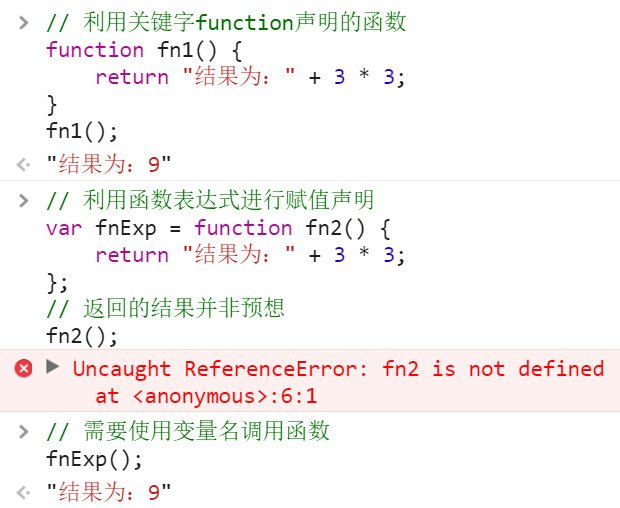 // 利用关键字function声明的函数
function fn1() {
    return "结果为：" + 3 * 3;
}
fn1();
"结果为：9"
// 利用函数表达式进行赋值声明
var fnExp = function fn2() {
    return "结果为：" + 3 * 3;
};
// 返回的结果并非预想
fn2();
Uncaught ReferenceError: fn2 is not defined
    at <anonymous>:6:1
// 需要使用变量名调用函数
fnExp();
"结果为：9"